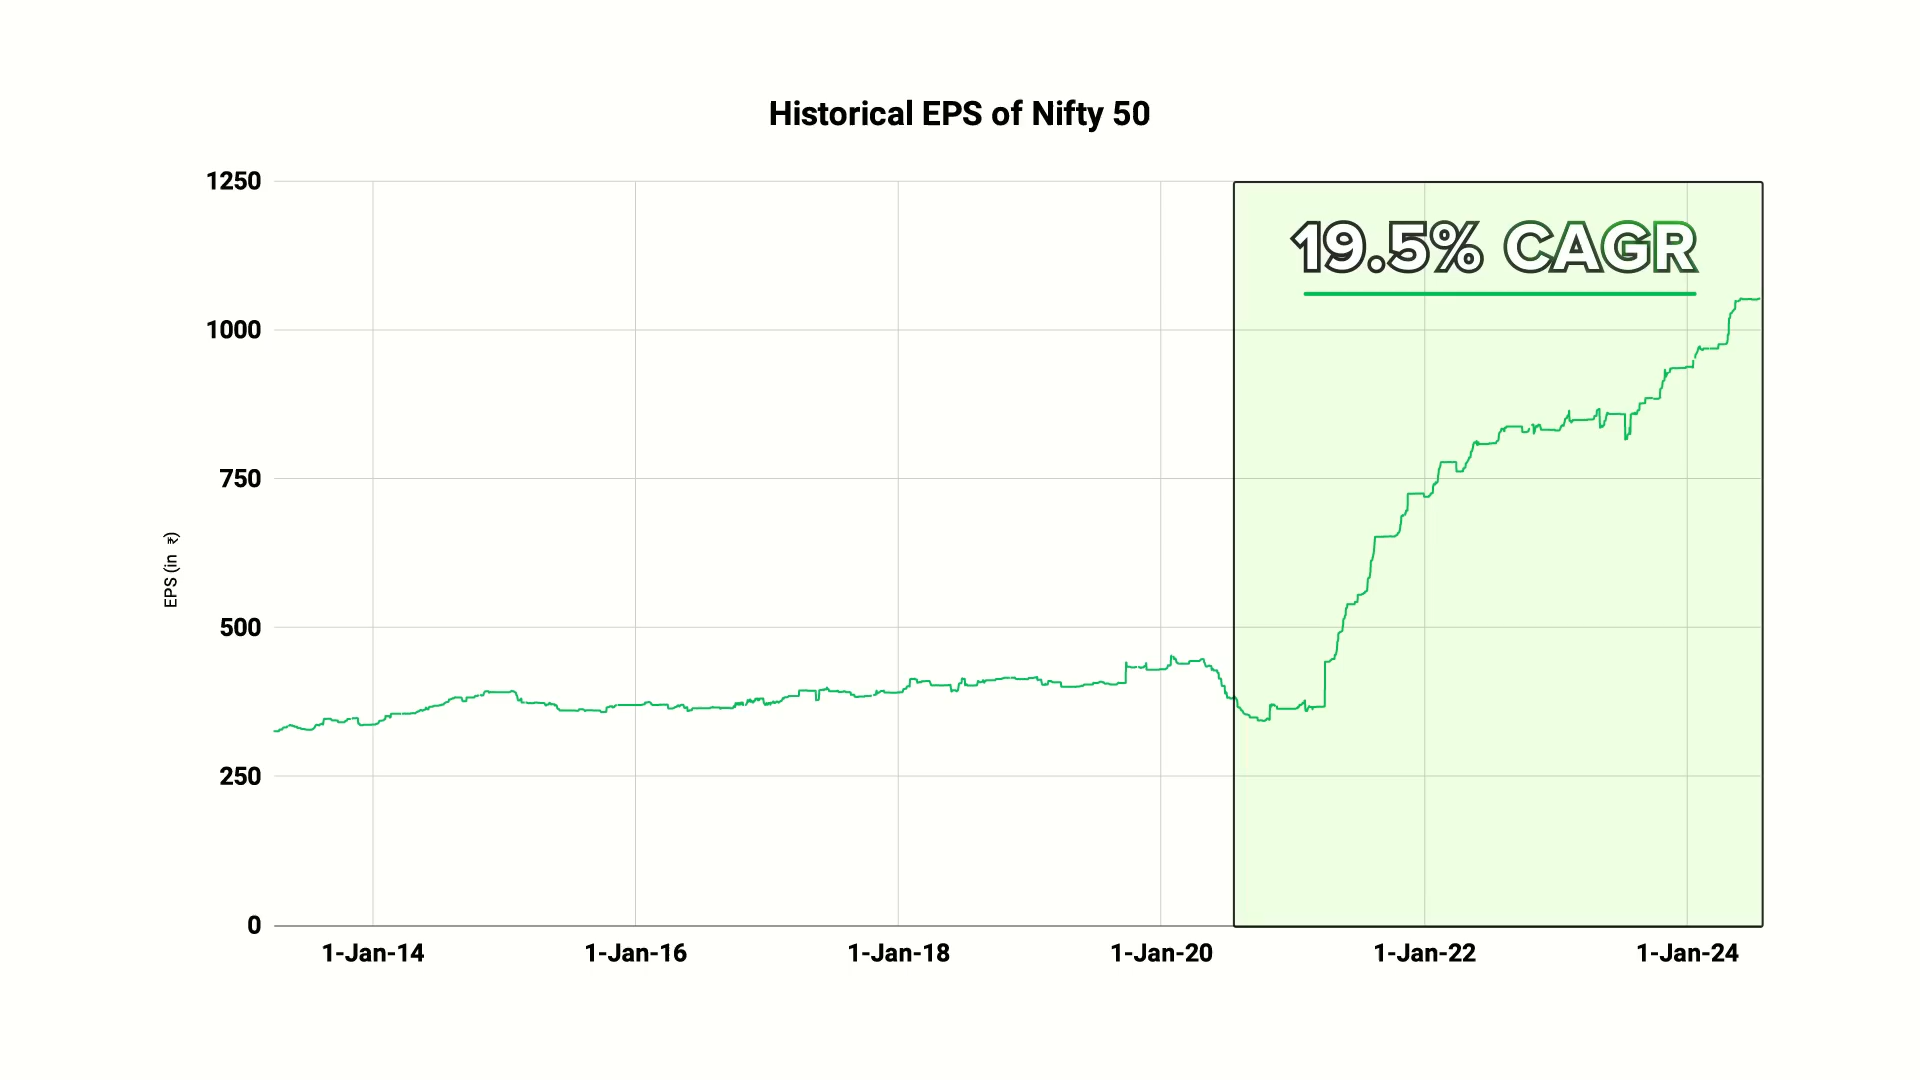 Historical EPS of Nifty 50
19.5% CAGR
1250
1000
750
500
250
0
EPS (in ₹)
1-Jan-14
1-Jan-16
1-Jan-18
1-Jan-20
1-Jan-22
1-Jan-24